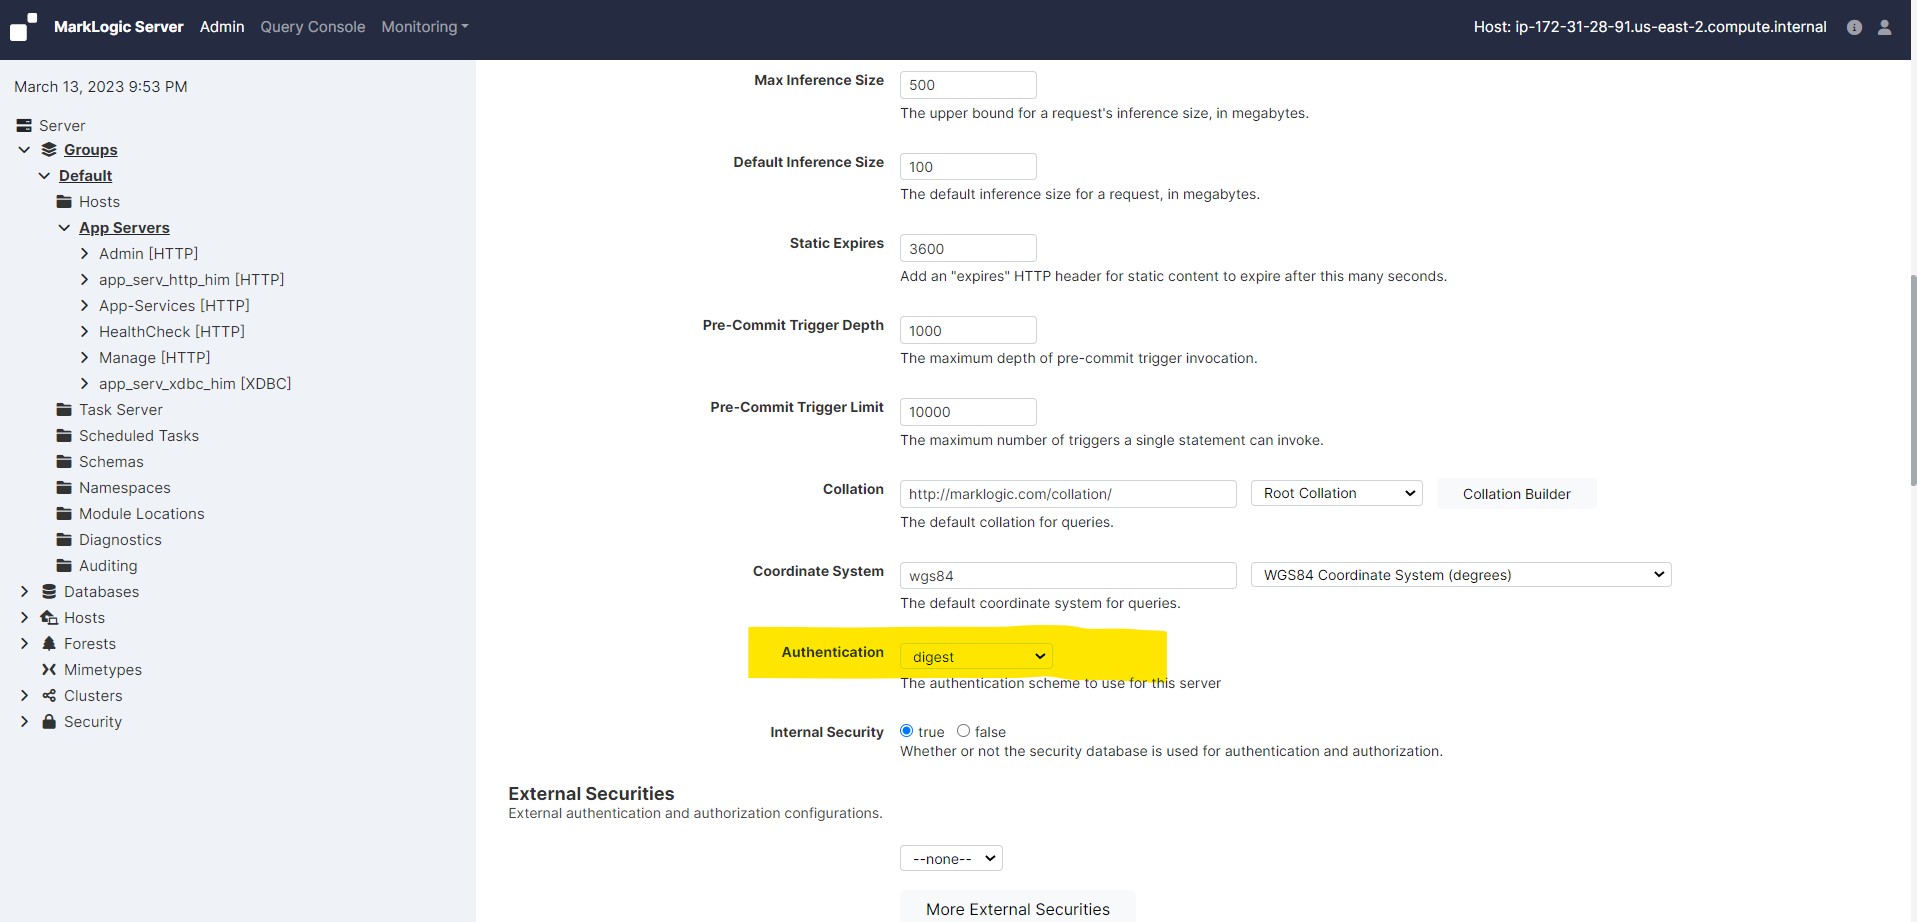 MarkLogic Server Admin Query Console Monitoring Host: ip-172-31-28-91.us-east-2.compute.internal
March 13, 2023 9:53 PM
Server
Groups
Default
Hosts
App Servers
Admin [HTTP]
app_serv_http_him [HTTP]
App-Services [HTTP]
HealthCheck [HTTP]
Manage [HTTP]
app_serv_xdbc_him [XDBC]
Task Server
Scheduled Tasks
Schemas
Namespaces
Module Locations
Diagnostics
Auditing
Databases
Hosts
Forests
Mimetypes
Clusters
Security
Max Inference Size 500
The upper bound for a request's inference size, in megabytes.
Default Inference Size 100
The default inference size for a request, in megabytes.
Static Expires 3600
Add an "expires" HTTP header for static content to expire after this many seconds.
Pre-Commit Trigger Depth 1000
The maximum depth of pre-commit trigger invocation.
Pre-Commit Trigger Limit 10000
The maximum number of triggers a single statement can invoke.
Collation http://marklogic.com/collation/ Root Collation Collation Builder
The default collation for queries.
Coordinate System wgs84 WGS84 Coordinate System (degrees)
The default coordinate system for queries.
Authentication digest
The authentication scheme to use for this server
Internal Security true false
Whether or not the security database is used for authentication and authorization.
External Securities
External authentication and authorization configurations.
--none--
More External Securities